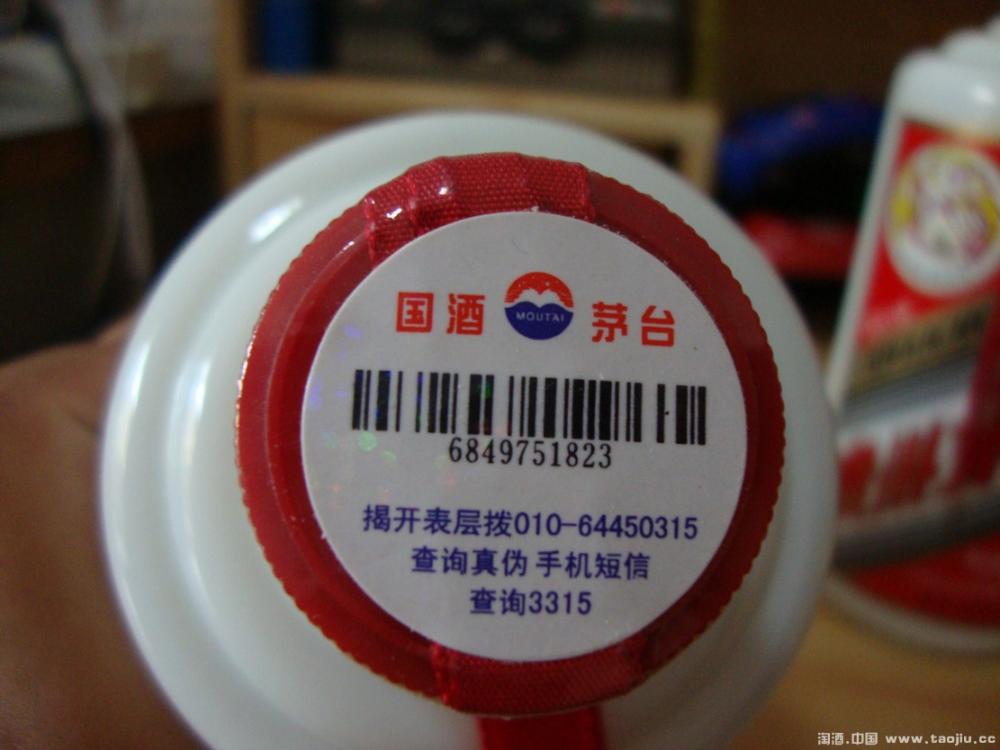 国酒 MOUTAI 茅台
6849751823
揭开表层拨010-64450315
查询真伪 手机短信
查询3315
淘酒.中国 www.taojiu.cc